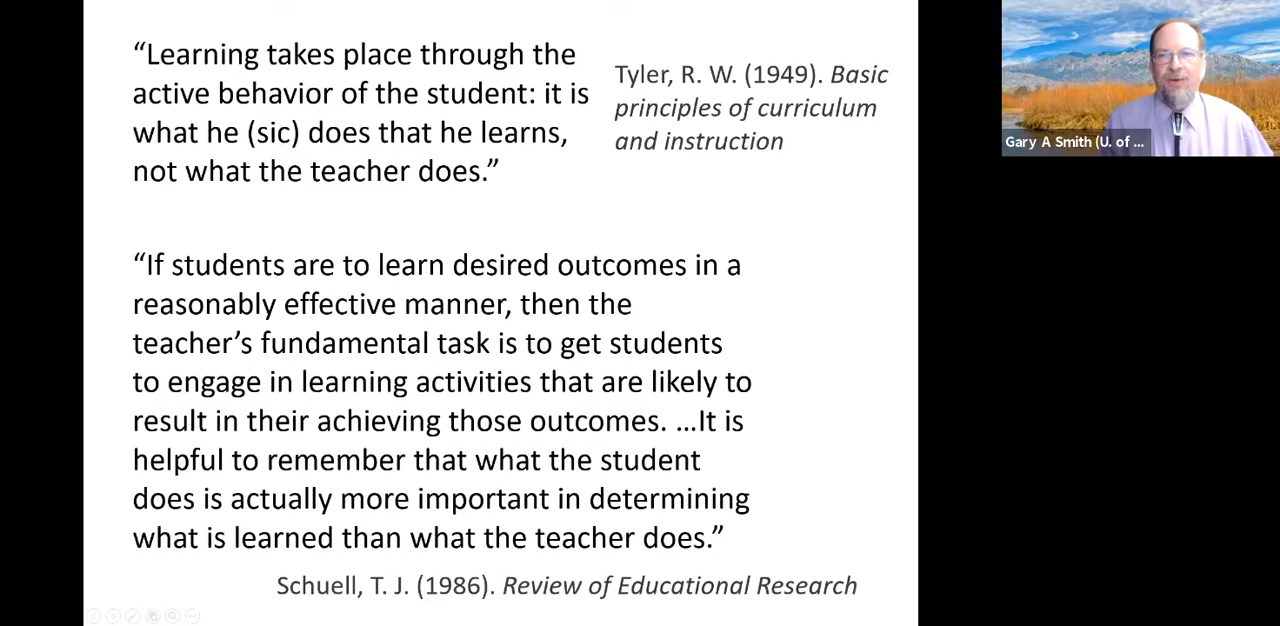 “Learning takes place through the
active behavior of the student: it is
what he (sic) does that he learns,
not what the teacher does.”
Tyler, R. W. (1949). Basic
principles of curriculum
and instruction
“If students are to learn desired outcomes in a
reasonably effective manner, then the
teacher’s fundamental task is to get students
to engage in learning activities that are likely to
result in their achieving those outcomes. …It is
helpful to remember that what the student
does is actually more important in determining
what is learned than what the teacher does.”
Schuell, T. J. (1986). Review of Educational Research
Gary A Smith (U. of ...